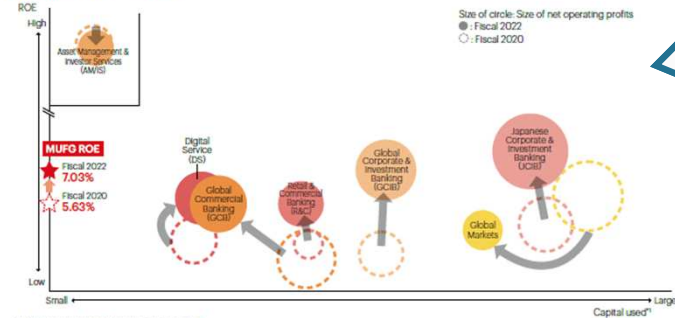 ROE
High
Size of circle: Size of net operating profits
: Fiscal 2022
: Fiscal 2020
Asset Management &
Investor Services
(AM/IS)
MUFG ROE
Fiscal 2022
7.03%
Fiscal 2020
5.63%
Digital
Service
(DS)
Global
Commercial
Banking
(GCB)
Retail &
Commercial
Banking
(R&C)
Global
Corporate &
Investment
Banking
(GCIB)
Japanese
Corporate &
Investment
Banking
(JCIB)
Global
Markets
Low
Small
Large
Capital used*1